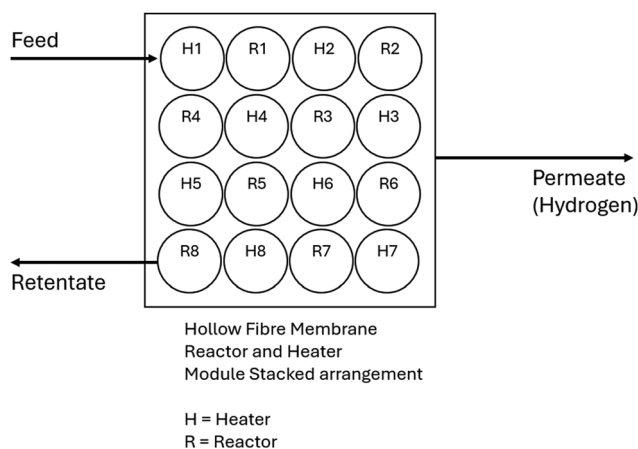 Feed
H1 R1 H2 R2
R4 H4 R3 H3
H5 R5 H6 R6
R8 H8 R7 H7
Permeate
(Hydrogen)
Retentate
Hollow Fibre Membrane
Reactor and Heater
Module Stacked arrangement
H = Heater
R = Reactor